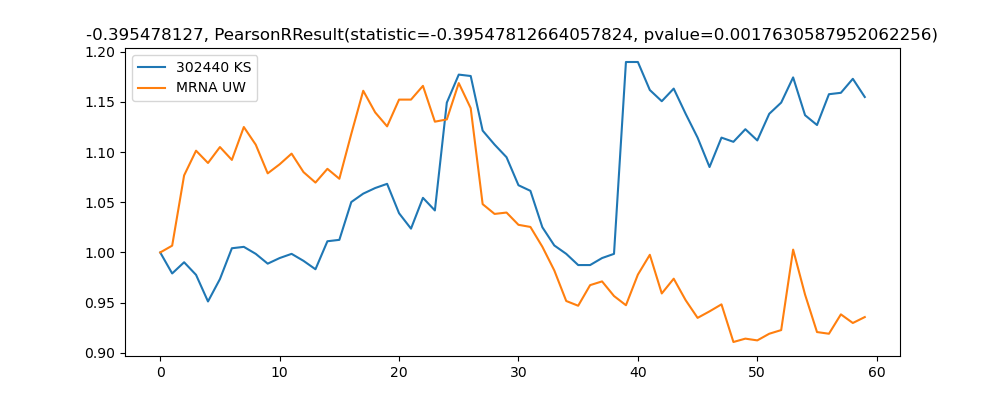 -0.395478127, PearsonRResult(statistic=-0.39547812664057824, pvalue=0.0017630587952062256)
302440 KS
MRNA UW
1.20
1.15
1.10
1.05
1.00
0.95
0.90
0 10 20 30 40 50 60